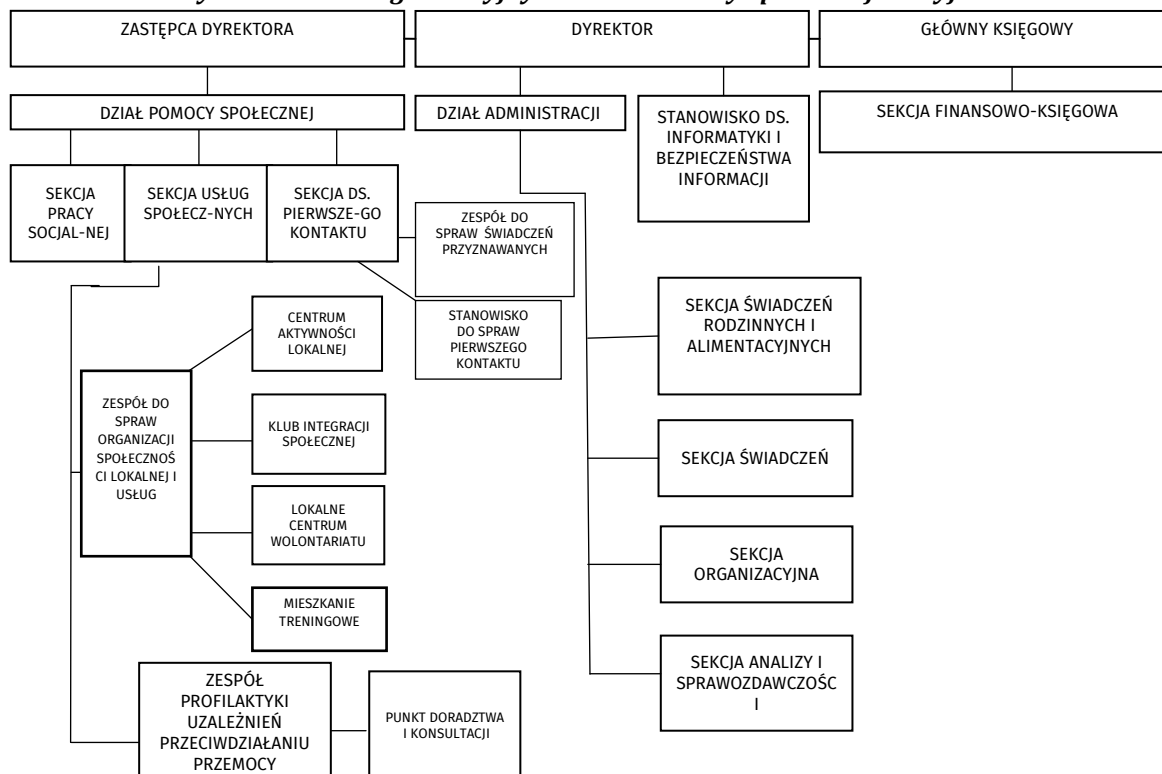 ZASTĘPCA DYREKTORA
DYREKTOR
GŁÓWNY KSIĘGOWY
DZIAŁ POMOCY SPOŁECZNEJ
DZIAŁ ADMINISTRACJI
STANOWISKO DS.
INFORMATYKI I
BEZPIECZEŃSTWA
INFORMACJI
SEKCJA FINANSOWO-KSIĘGOWA
SEKCJA
PRACY
SOCJAL-NEJ
SEKCJA USŁUG
SPOŁECZ-NYCH
SEKCJA DS.
PIERWSZE-GO
KONTAKTU
ZESPÓŁ DO
SPRAW ŚWIADCZEŃ
PRZYZNAWANYCH
STANOWISKO
DO SPRAW
PIERWSZEGO
KONTAKTU
CENTRUM
AKTYWNOŚCI
LOKALNEJ
SEKCJA ŚWIADCZEŃ
RODZINNYCH I
ALIMENTACYJNYCH
ZESPÓŁ DO
SPRAW
ORGANIZACJI
SPOŁECZNOŚ
CI LOKALNEJ I
USŁUG
KLUB INTEGRACJI
SPOŁECZNEJ
SEKCJA ŚWIADCZEŃ
LOKALNE
CENTRUM
WOLONTARIATU
SEKCJA
ORGANIZACYJNA
MIESZKANIE
TRENINGOWE
SEKCJA ANALIZY I
SPRAWOZDAWCZOŚC
I
ZESPÓŁ
PROFILAKTYKI
UZALEŻNIEŃ
PRZECIWDZIAŁANIU
PRZEMOCY
PUNKT DORADZTWA
I KONSULTACJI